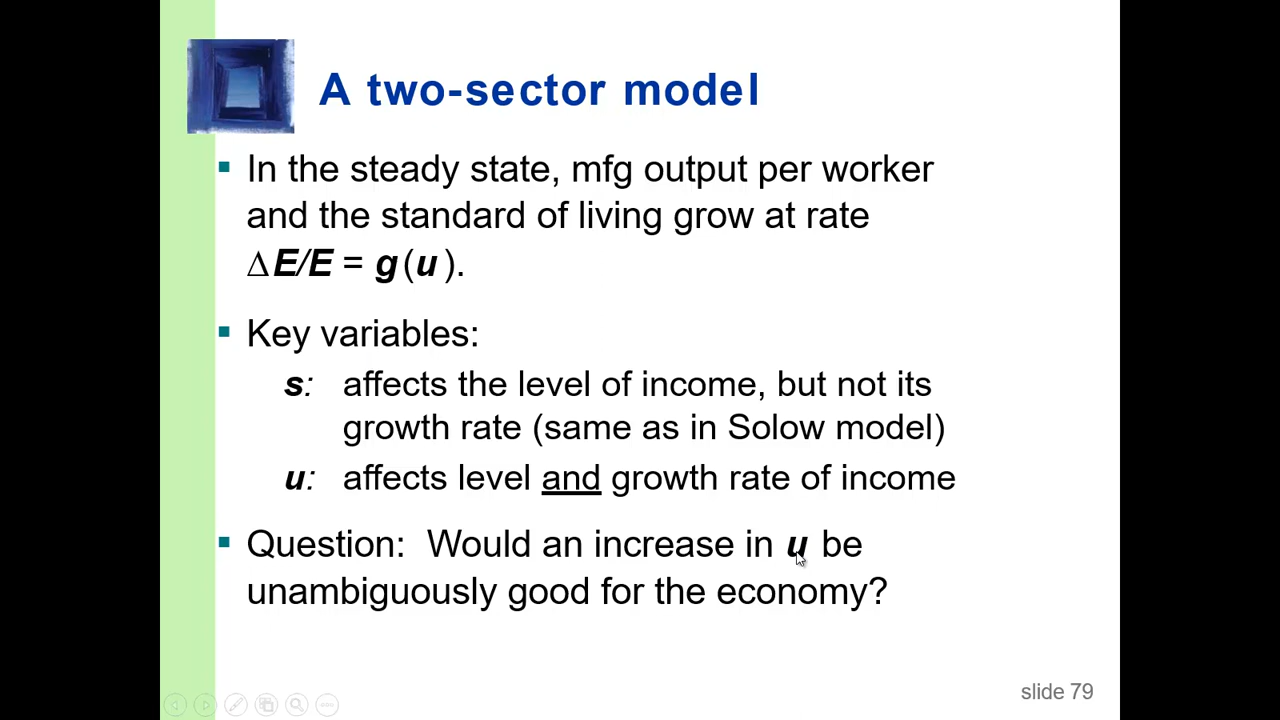 A two-sector model
▪ In the steady state, mfg output per worker
and the standard of living grow at rate
ΔE/E = g(u).
▪ Key variables:
s: affects the level of income, but not its
growth rate (same as in Solow model)
u: affects level and growth rate of income
▪ Question: Would an increase in u be
unambiguously good for the economy?
slide 79